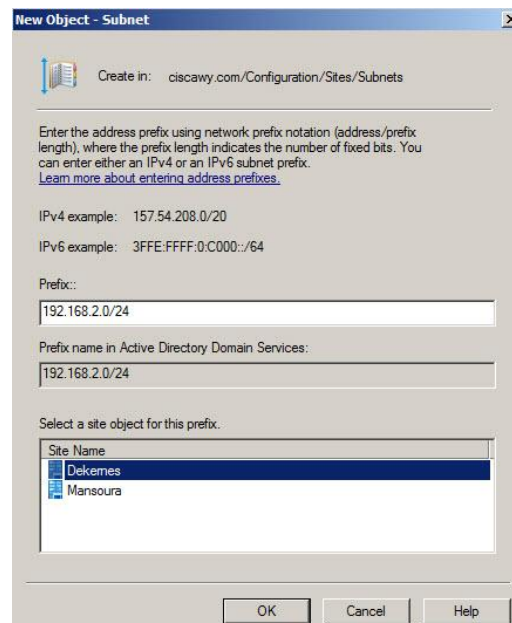 New Object - Subnet
Create in: ciscawy.com/Configuration/Sites/Subnets
Enter the address prefix using network prefix notation (address/prefix
length), where the prefix length indicates the number of fixed bits. You
can enter either an IPv4 or an IPv6 subnet prefix.
Learn more about entering address prefixes.
IPv4 example: 157.54.208.0/20
IPv6 example: 3FFE:FFFF:0:C000::/64
Prefix::
192.168.2.0/24
Prefix name in Active Directory Domain Services:
192.168.2.0/24
Select a site object for this prefix.
Site Name
Dekernes
Mansoura
OK Cancel Help